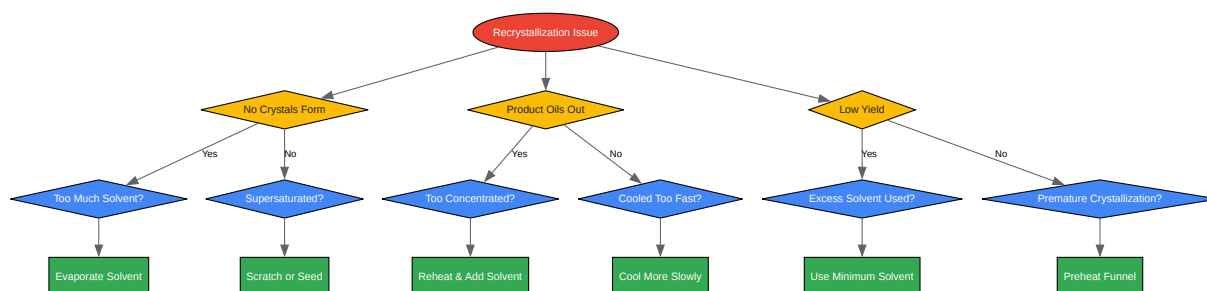 Recrystallization Issue
No Crystals Form
Product Oils Out
Low Yield
Yes
No
Yes
No
Yes
No
Too Much Solvent?
Supersaturated?
Too Concentrated?
Cooled Too Fast?
Excess Solvent Used?
Premature Crystallization?
Evaporate Solvent
Scratch or Seed
Reheat & Add Solvent
Cool More Slowly
Use Minimum Solvent
Preheat Funnel